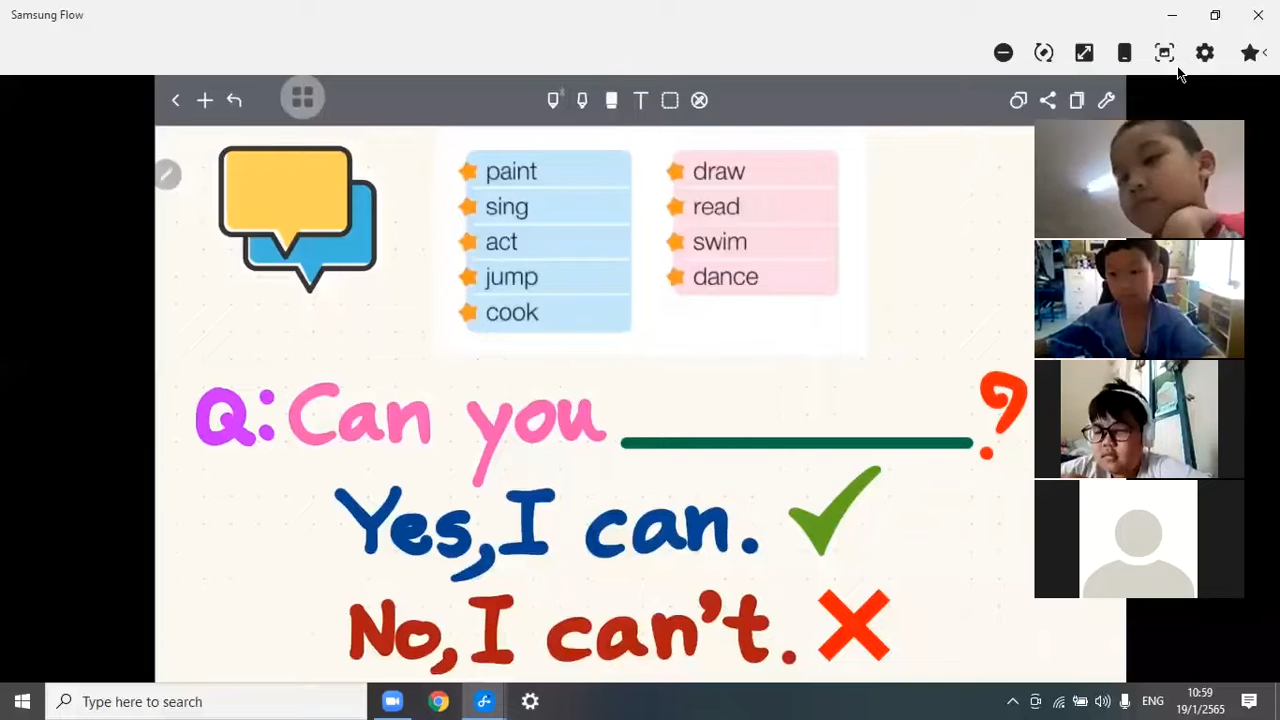 Samsung Flow
paint
sing
act
jump
cook
draw
read
swim
dance
Q: Can you ?
Yes, I can.
No, I can't.
Type here to search
ENG
10:59
19/1/2565